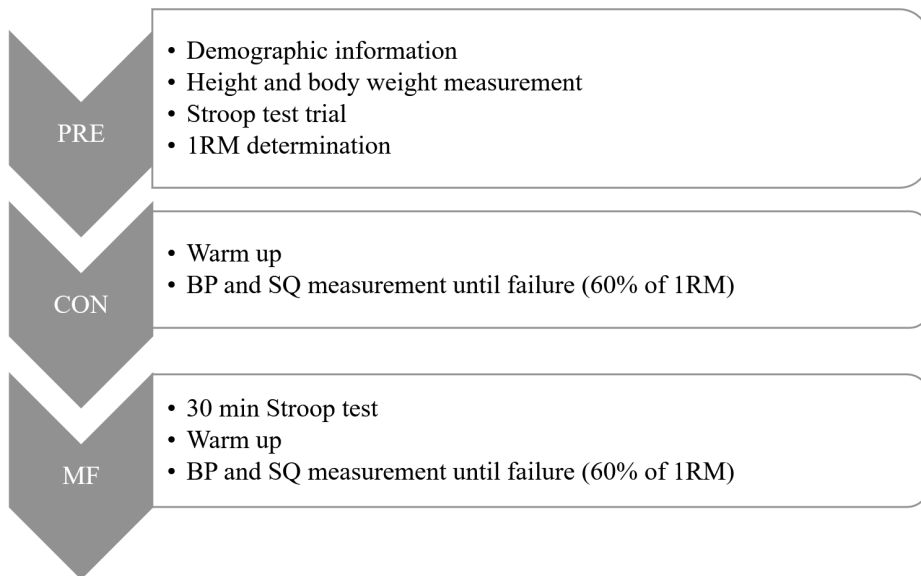 PRE
• Demographic information
• Height and body weight measurement
• Stroop test trial
• 1RM determination
CON
• Warm up
• BP and SQ measurement until failure (60% of 1RM)
MF
• 30 min Stroop test
• Warm up
• BP and SQ measurement until failure (60% of 1RM)